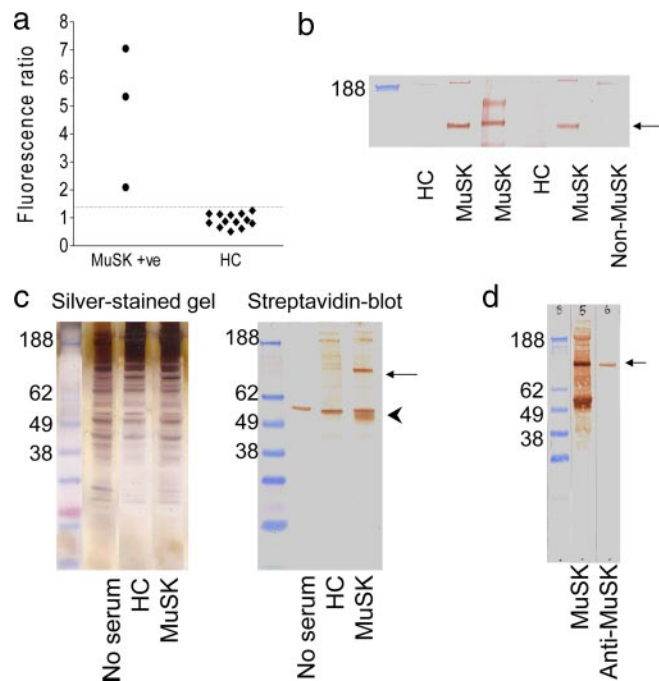 a
Fluorescence ratio
8
7
6
5
4
3
2
1
0
MuSK +ve HC
b
188
HC
MuSK
MuSK
HC
MuSK
Non-MuSK
c
Silver-stained gel Streptavidin-blot
188
62
49
38
No serum
HC
MuSK
188
62
49
38
No serum
HC
MuSK
d
5 6
188
62
49
38
MuSK
Anti-MuSK